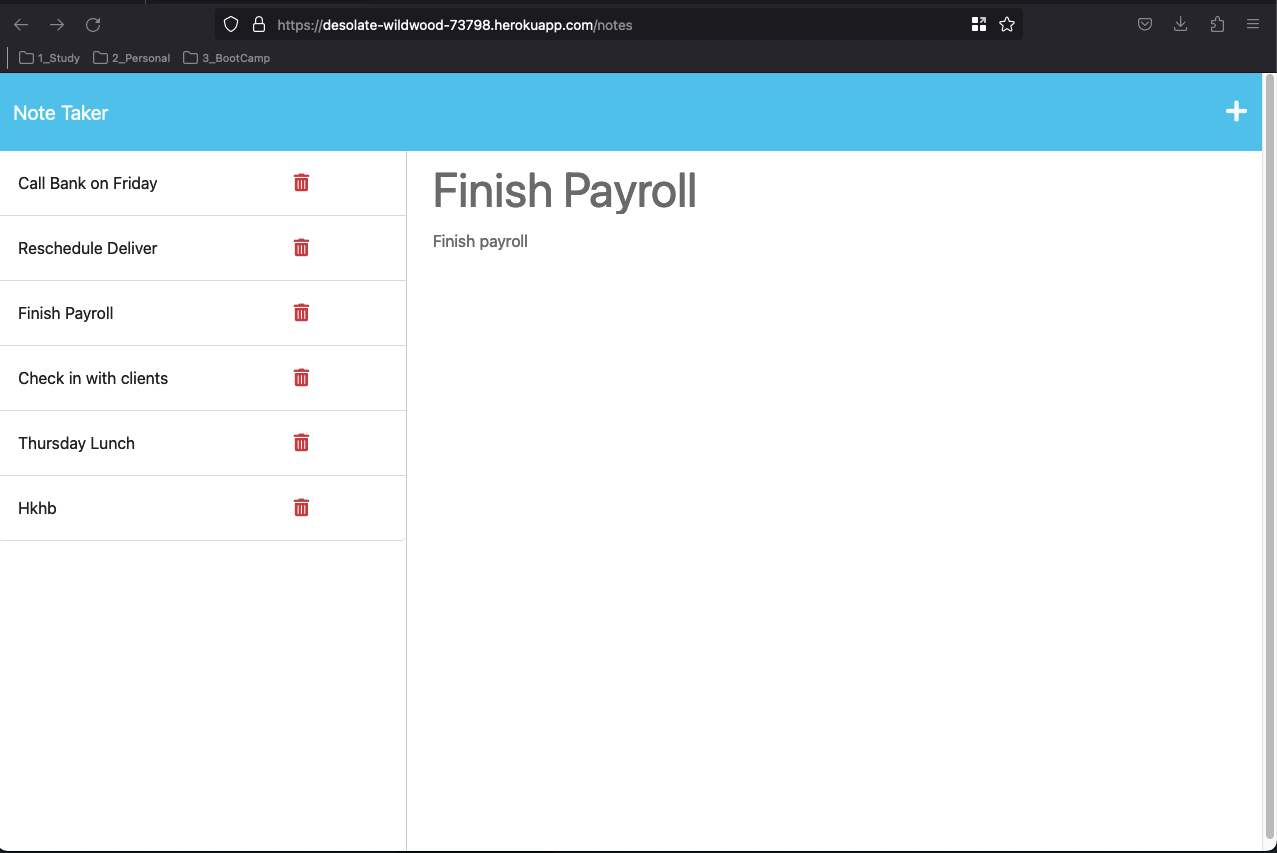 https://desolate-wildwood-73798.herokuapp.com/notes
1_Study 2_Personal 3_BootCamp
Note Taker
Call Bank on Friday
Reschedule Deliver
Finish Payroll
Check in with clients
Thursday Lunch
Hkhb
Finish Payroll
Finish payroll